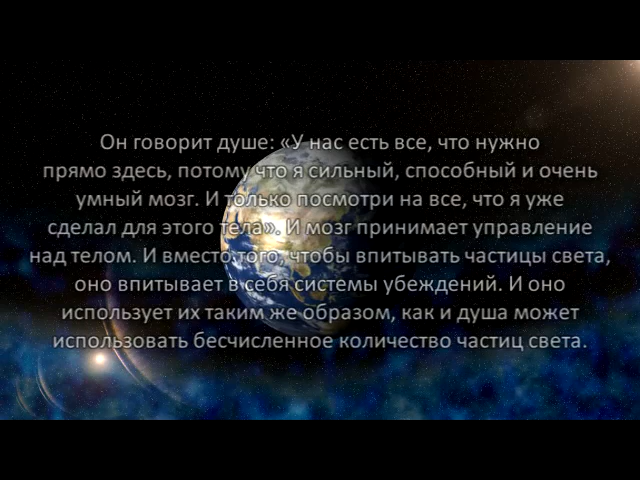 Он говорит душе: «У нас есть все, что нужно
прямо здесь, потому что я сильный, способный и очень
умный мозг. И только посмотри на все, что я уже
сделал для этого тела». И мозг принимает управление
над телом. И вместо того, чтобы впитывать частицы света,
оно впитывает в себя системы убеждений. И оно
использует их таким же образом, как и душа может
использовать бесчисленное количество частиц света.